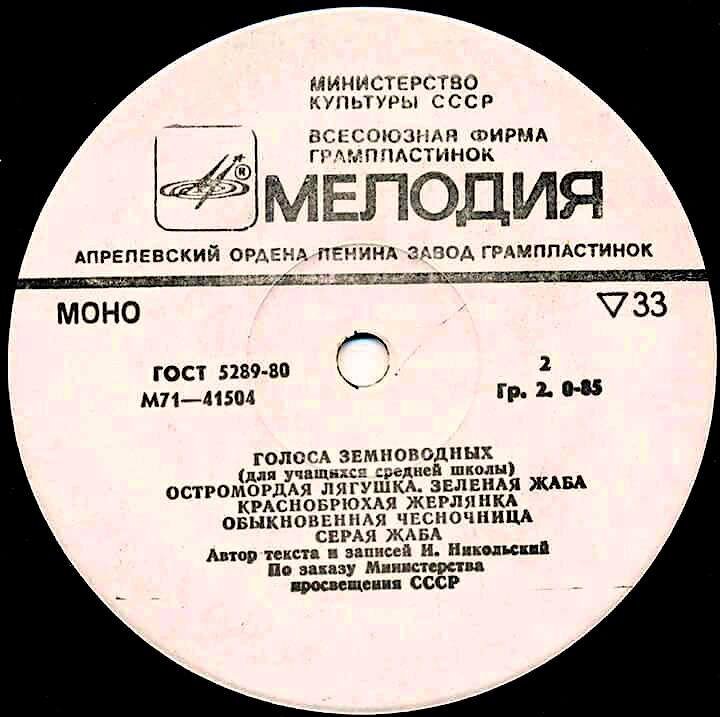 МИНИСТЕРСТВО
КУЛЬТУРЫ СССР
ВСЕСОЮЗНАЯ ФИРМА
ГРАМПЛАСТИНОК
®
МЕЛОДИЯ
АПРЕЛЕВСКИЙ ОРДЕНА ЛЕНИНА ЗАВОД ГРАМПЛАСТИНОК
МОНО
▽33
ГОСТ 5289-80
М71—41504
2
Гр. 2. 0-85
ГОЛОСА ЗЕМНОВОДНЫХ
(для учащихся средней школы)
ОСТРОМОРДАЯ ЛЯГУШКА. ЗЕЛЕНАЯ ЖАБА
КРАСНОБРЮХАЯ ЖЕРЛЯНКА
ОБЫКНОВЕННАЯ ЧЕСНОЧНИЦА
СЕРАЯ ЖАБА
Автор текста и записей И. Никольский
По заказу Министерства
просвещения СССР